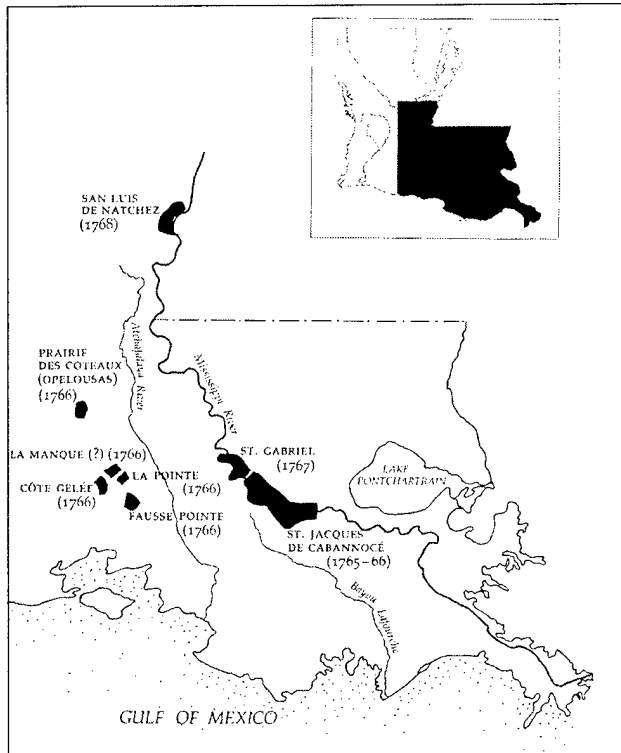 SAN LUIS
DE NATCHEZ
(1768)
Atchafalaya River
Mississippi River
PRAIRIE
DES COTEAUX
(OPELOUSAS)
(1766)
LA MANQUE (?) (1766)
LA POINTE
(1766)
CÔTE GELÉE
(1766)
FAUSSE POINTE
(1766)
ST. GABRIEL
(1767)
LAKE
PONTCHARTRAIN
ST. JACQUES
DE CABANNOCÉ
(1765–66)
Bayou Lafourche
GULF OF MEXICO